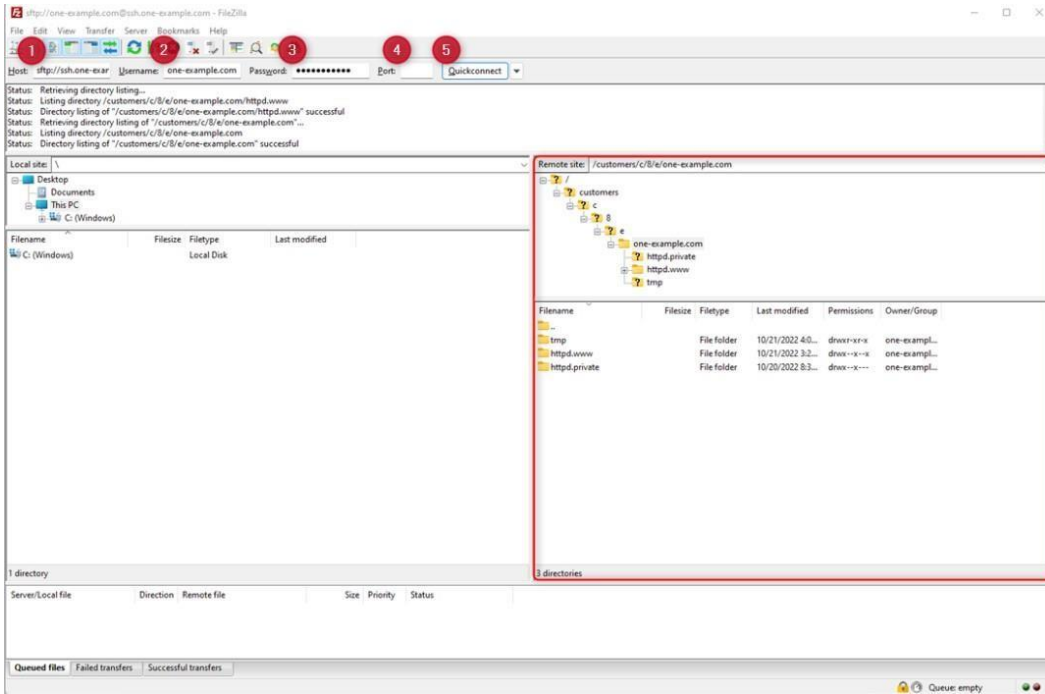 sftp://one-example.com@ssh.one-example.com - FileZilla
File Edit View Transfer Server Bookmarks Help
1 2 3 4 5
Host: sftp://ssh.one-exar Username: one-example.com Password: ●●●●●●●●●●● Port: Quickconnect
Status: Retrieving directory listing...
Status: Listing directory /customers/c/8/e/one-example.com/httpd.www
Status: Directory listing of "/customers/c/8/e/one-example.com/httpd.www" successful
Status: Retrieving directory listing of "/customers/c/8/e/one-example.com"...
Status: Listing directory /customers/c/8/e/one-example.com
Status: Directory listing of "/customers/c/8/e/one-example.com" successful
Local site: \
Desktop
Documents
This PC
C: (Windows)
Filename Filesize Filetype Last modified
C: (Windows) Local Disk
1 directory
Remote site: /customers/c/8/e/one-example.com
/
customers
c
8
e
one-example.com
httpd.private
httpd.www
tmp
Filename Filesize Filetype Last modified Permissions Owner/Group
..
tmp File folder 10/21/2022 4:0... drwxr-xr-x one-exampl...
httpd.www File folder 10/21/2022 3:2... drwx--x--x one-exampl...
httpd.private File folder 10/20/2022 8:3... drwx--x--- one-exampl...
3 directories
Server/Local file Direction Remote file Size Priority Status
Queued files Failed transfers Successful transfers
Queue: empty